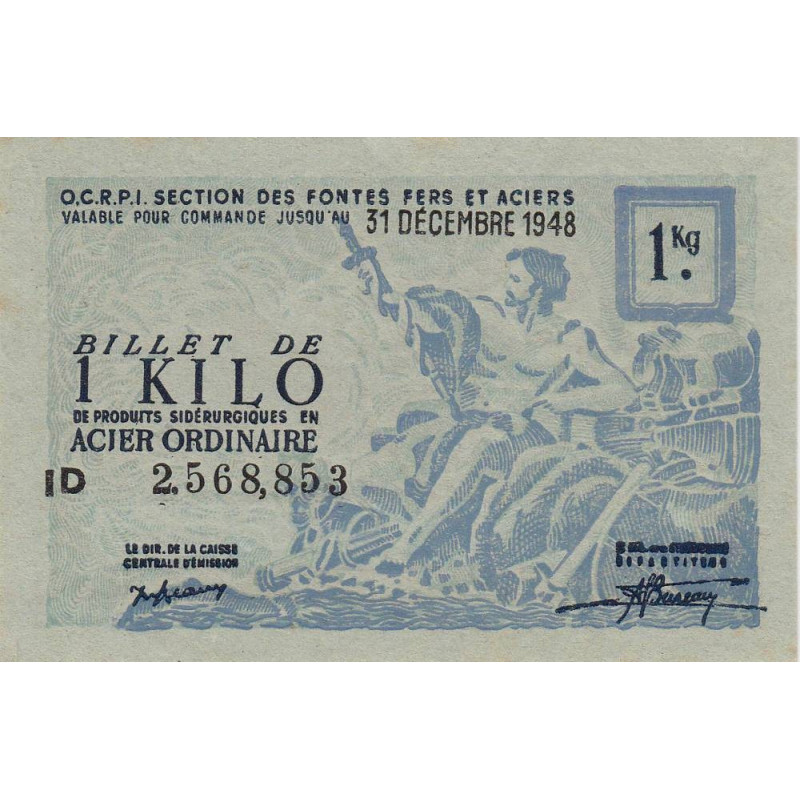 O.C.R.P.I. SECTION DES FONTES FERS ET ACIERS
VALABLE POUR COMMANDE JUSQU'AU 31 DÉCEMBRE 1948
1 Kg.
BILLET DE
1 KILO
DE PRODUITS SIDÉRURGIQUES EN
ACIER ORDINAIRE
ID 2.568,853
LE DIR. DE LA CAISSE
CENTRALE D'ÉMISSION